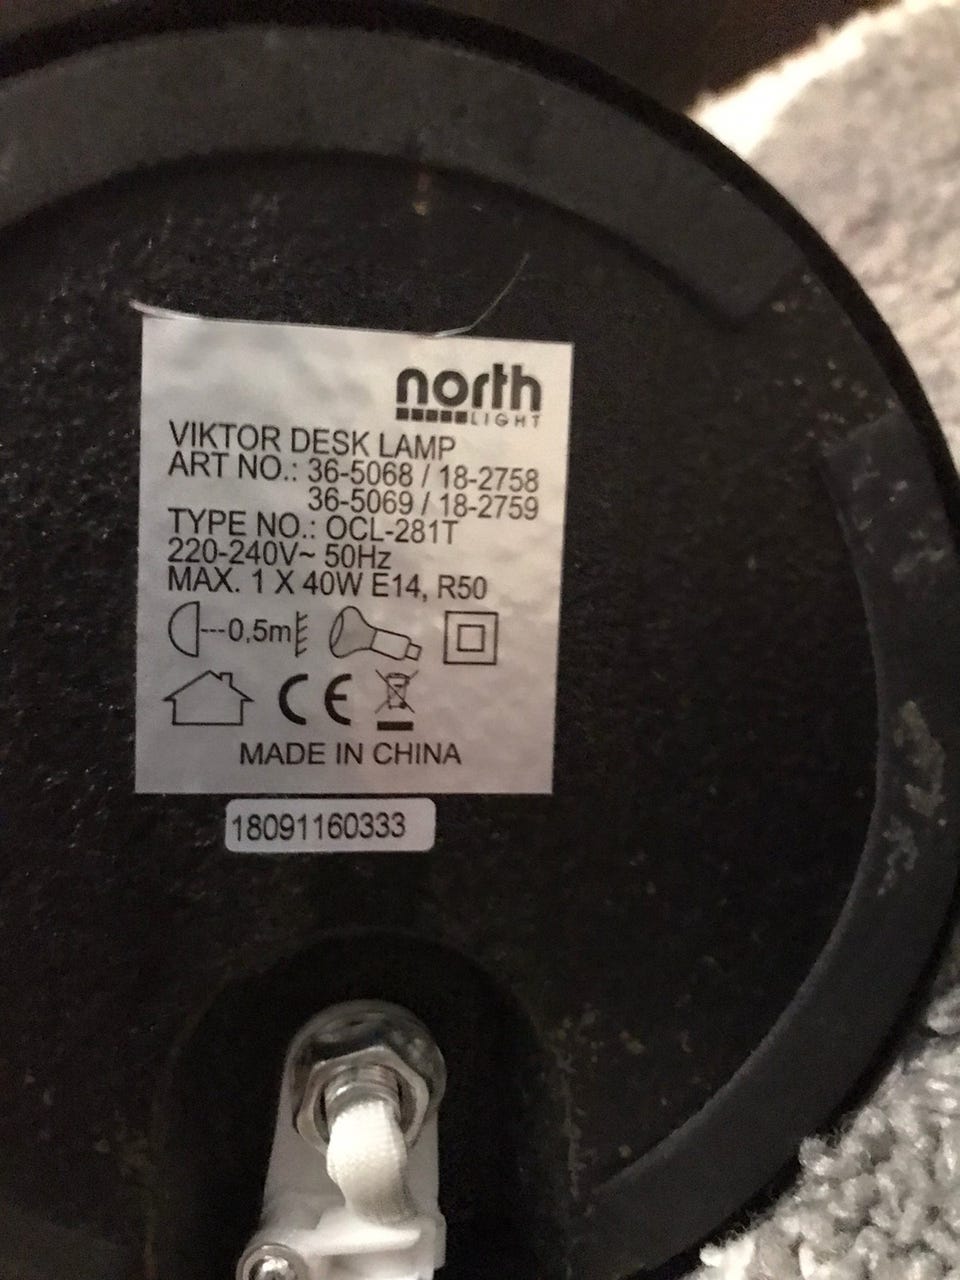 north
LIGHT
VIKTOR DESK LAMP
ART NO.: 36-5068 / 18-2758
36-5069 / 18-2759
TYPE NO.: OCL-281T
220-240V~ 50Hz
MAX. 1 X 40W E14, R50
0,5m
CE
MADE IN CHINA
18091160333